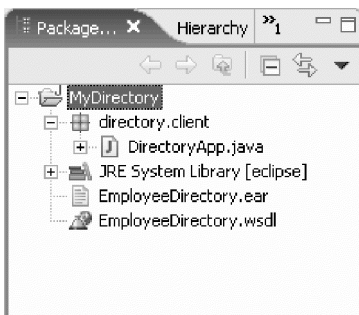 Package... Hierarchy »1
MyDirectory
directory.client
J DirectoryApp.java
JRE System Library [eclipse]
EmployeeDirectory.ear
EmployeeDirectory.wsdl